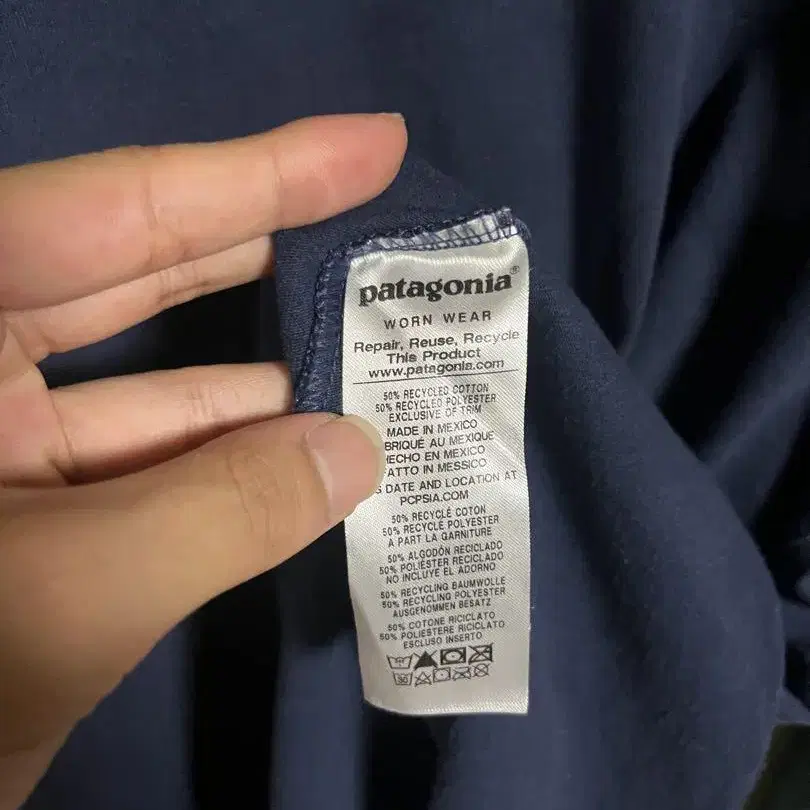 patagonia®
WORN WEAR
Repair, Reuse, Recycle
This Product
www.patagonia.com
50% RECYCLED COTTON
50% RECYCLED POLYESTER
EXCLUSIVE OF TRIM
MADE IN MEXICO
BRIQUÉ AU MEXIQUE
HECHO EN MEXICO
FATTO IN MESSICO
DATE AND LOCATION AT
PCPSIA.COM
50% RECYCLÉ COTON
50% RECYCLÉ POLYESTER
A PART LA GARNITURE
50% ALGODÓN RECICLADO
50% POLIÉSTER RECICLADO
NO INCLUYE EL ADORNO
50% RECYCLING BAUMWOLLE
50% RECYCLING POLYESTER
AUSGENOMMEN BESATZ
50% COTONE RICICLATO
50% POLIESTERE RICICLATO
ESCLUSO INSERTO
30